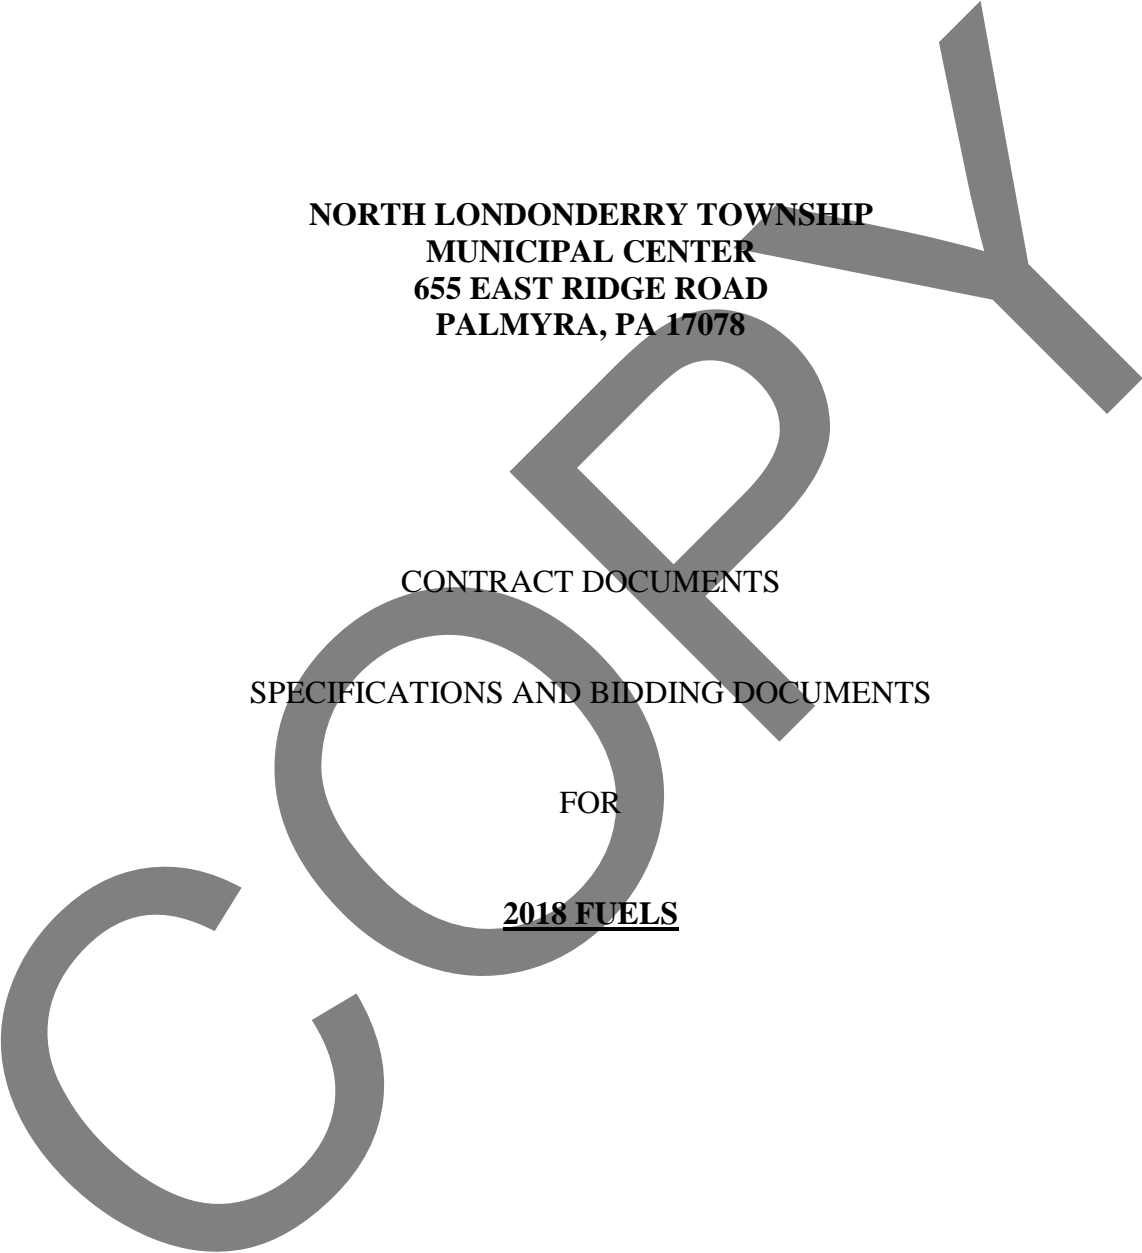 NORTH LONDONDERRY TOWNSHIP
MUNICIPAL CENTER
655 EAST RIDGE ROAD
PALMYRA, PA 17078
CONTRACT DOCUMENTS
SPECIFICATIONS AND BIDDING DOCUMENTS
FOR
2018 FUELS
COPY